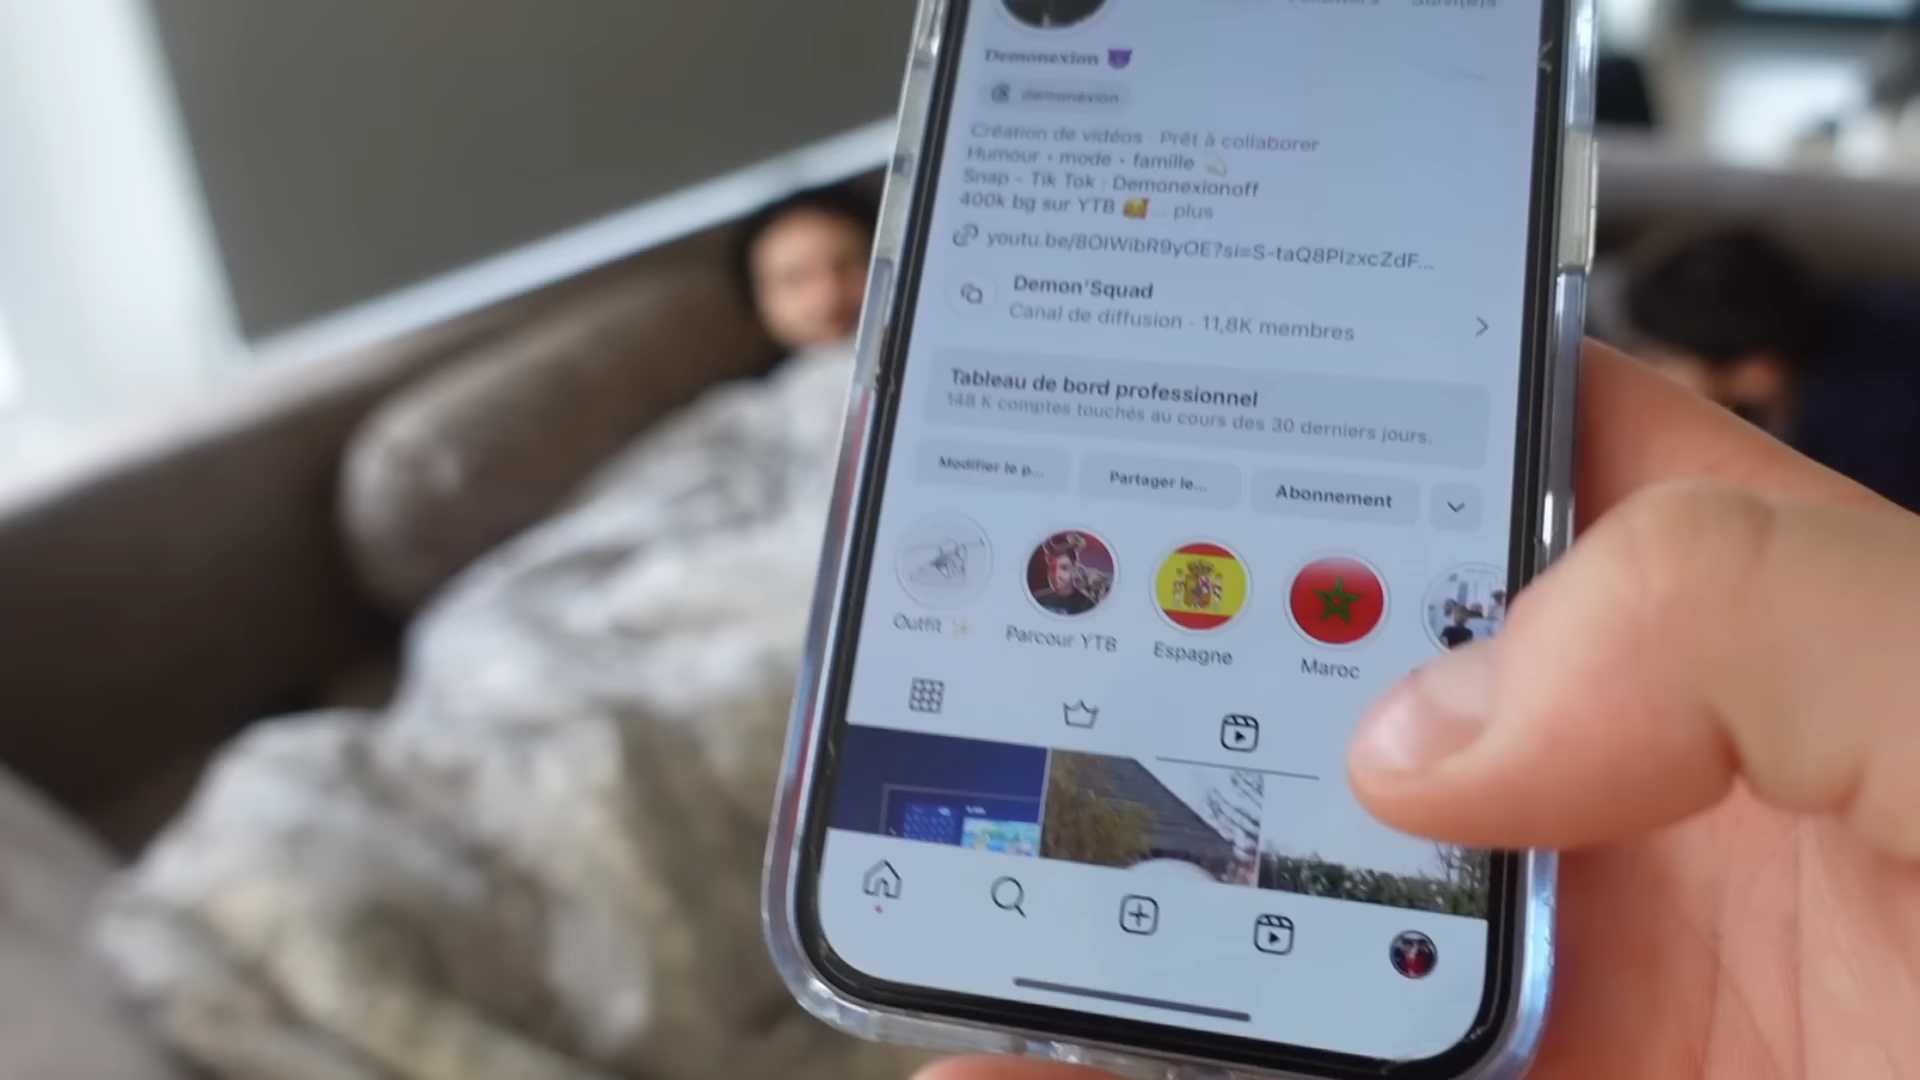 Demonexion 😈
demonexion
Création de vidéos · Prêt à collaborer
Humour • mode • famille 💫
Snap - Tik Tok : Demonexionoff
400k bg sur YTB 🥰 ... plus
youtu.be/8OIWibR9yOE?si=S-taQ8PIzxcZdF...
Demon'Squad
Canal de diffusion · 11,8K membres
Tableau de bord professionnel
148 K comptes touchés au cours des 30 derniers jours.
Modifier le p... Partager le... Abonnement
Outfit ✨ Parcour YTB Espagne Maroc